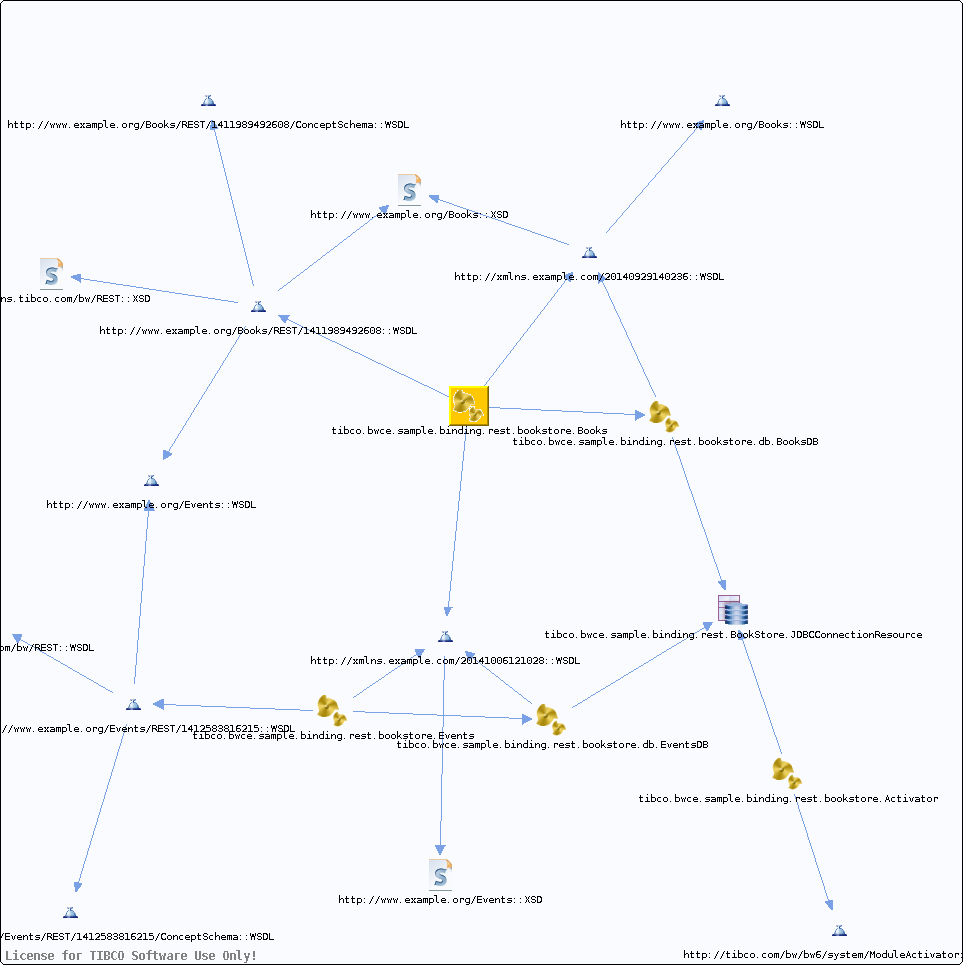 http://www.example.org/Books/REST/1411989492608/ConceptSchema::WSDL
http://www.example.org/Books::WSDL
http://www.example.org/Books::XSD
http://xmlns.example.com/20140929140236::WSDL
ns.tibco.com/bw/REST::XSD
http://www.example.org/Books/REST/1411989492608::WSDL
tibco.bwce.sample.binding.rest.bookstore.Books
tibco.bwce.sample.binding.rest.bookstore.db.BooksDB
http://www.example.org/Events::WSDL
tibco.bwce.sample.binding.rest.BookStore.JDBCConnectionResource
om/bw/REST::WSDL
http://xmlns.example.com/20141006121028::WSDL
//www.example.org/Events/REST/1412583816215::WSDL
tibco.bwce.sample.binding.rest.bookstore.Events
tibco.bwce.sample.binding.rest.bookstore.db.EventsDB
tibco.bwce.sample.binding.rest.bookstore.Activator
http://www.example.org/Events::XSD
/Events/REST/1412583816215/ConceptSchema::WSDL
http://tibco.com/bw/bw6/system/ModuleActivator:
License for TIBCO Software Use Only!